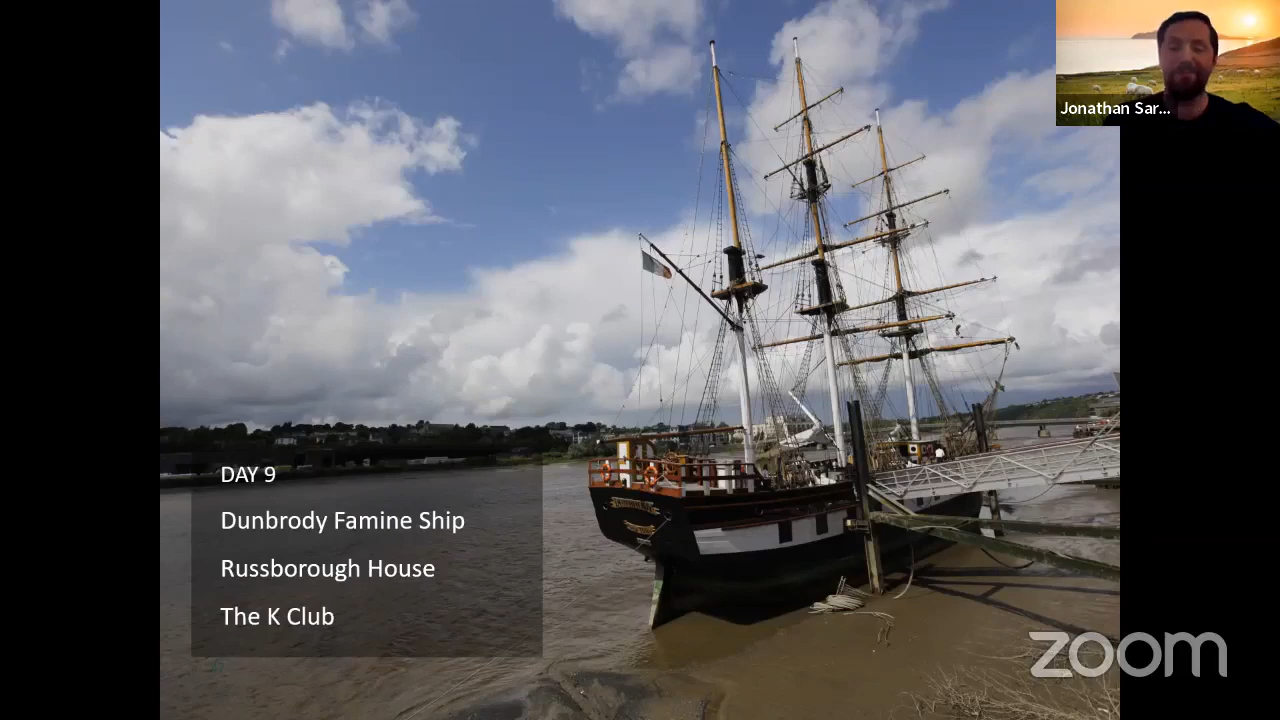 Jonathan Sar...
DAY 9
Dunbrody Famine Ship
Russborough House
The K Club
zoom